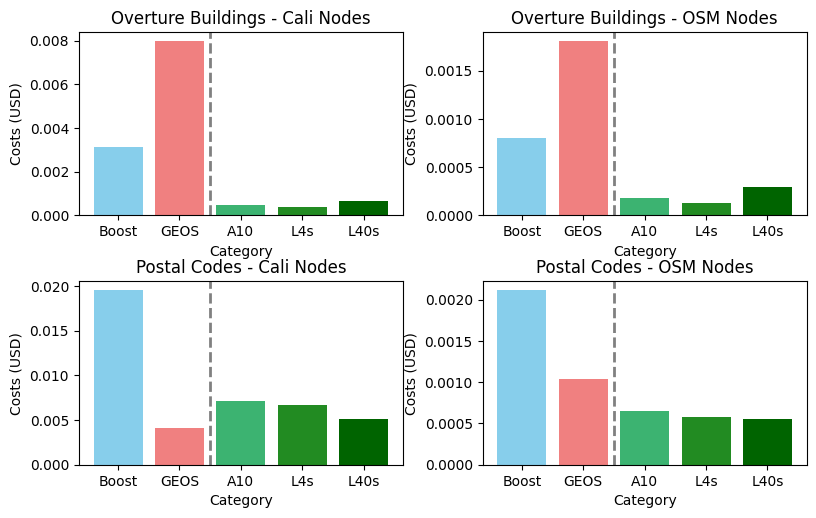 Overture Buildings - Cali Nodes
Costs (USD)
0.008
0.006
0.004
0.002
0.000
Boost GEOS A10 L4s L40s
Category
Overture Buildings - OSM Nodes
Costs (USD)
0.0015
0.0010
0.0005
0.0000
Boost GEOS A10 L4s L40s
Category
Postal Codes - Cali Nodes
Costs (USD)
0.020
0.015
0.010
0.005
0.000
Boost GEOS A10 L4s L40s
Category
Postal Codes - OSM Nodes
Costs (USD)
0.0020
0.0015
0.0010
0.0005
0.0000
Boost GEOS A10 L4s L40s
Category